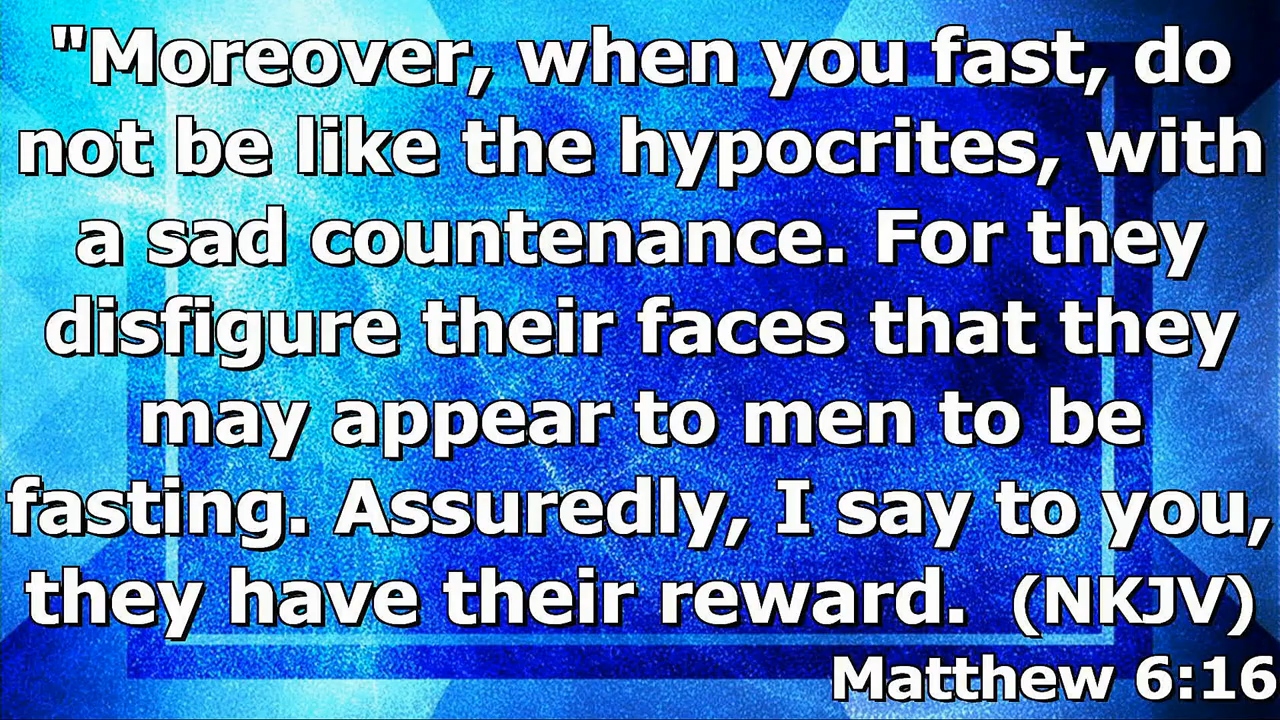 "Moreover, when you fast, do
not be like the hypocrites, with
a sad countenance. For they
disfigure their faces that they
may appear to men to be
fasting. Assuredly, I say to you,
they have their reward. (NKJV)
Matthew 6:16